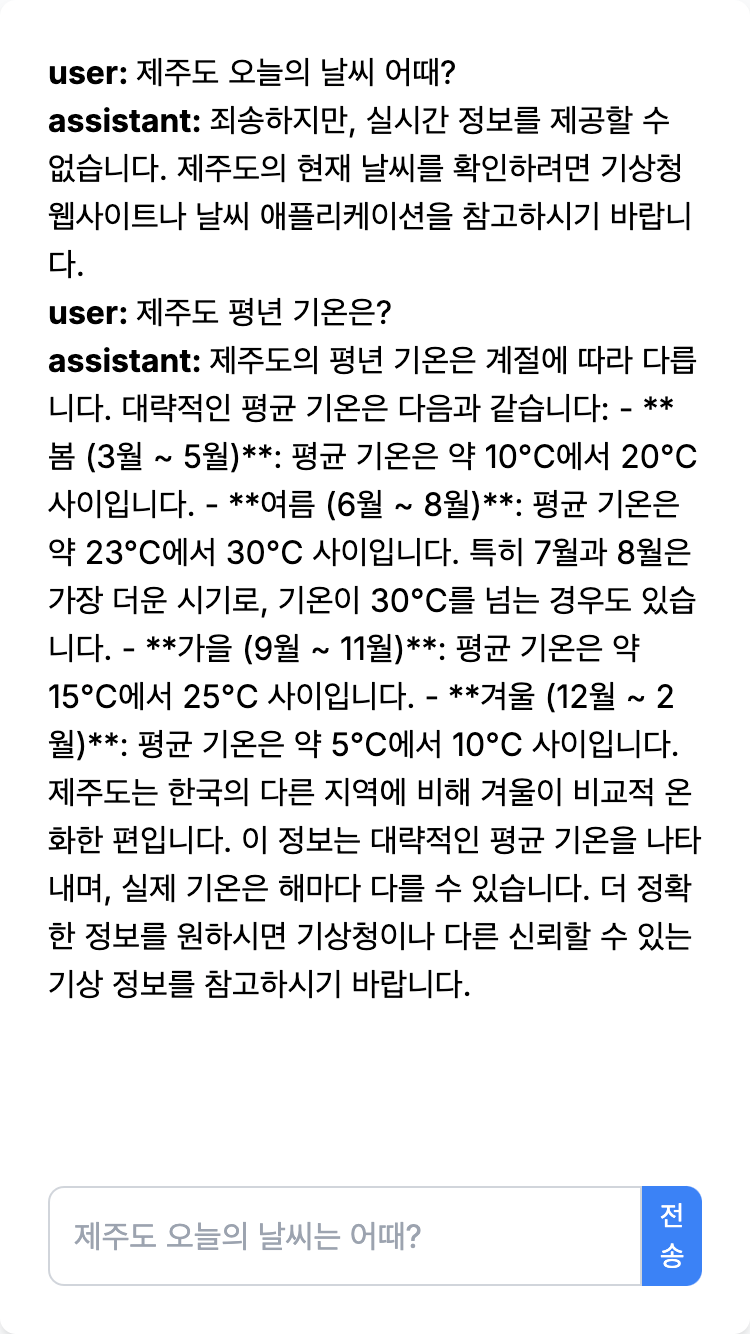 user: 제주도 오늘의 날씨 어때?
assistant: 죄송하지만, 실시간 정보를 제공할 수
없습니다. 제주도의 현재 날씨를 확인하려면 기상청
웹사이트나 날씨 애플리케이션을 참고하시기 바랍니
다.
user: 제주도 평년 기온은?
assistant: 제주도의 평년 기온은 계절에 따라 다릅
니다. 대략적인 평균 기온은 다음과 같습니다: - **
봄 (3월 ~ 5월)**: 평균 기온은 약 10°C에서 20°C
사이입니다. - **여름 (6월 ~ 8월)**: 평균 기온은
약 23°C에서 30°C 사이입니다. 특히 7월과 8월은
가장 더운 시기로, 기온이 30°C를 넘는 경우도 있습
니다. - **가을 (9월 ~ 11월)**: 평균 기온은 약
15°C에서 25°C 사이입니다. - **겨울 (12월 ~ 2
월)**: 평균 기온은 약 5°C에서 10°C 사이입니다.
제주도는 한국의 다른 지역에 비해 겨울이 비교적 온
화한 편입니다. 이 정보는 대략적인 평균 기온을 나타
내며, 실제 기온은 해마다 다를 수 있습니다. 더 정확
한 정보를 원하시면 기상청이나 다른 신뢰할 수 있는
기상 정보를 참고하시기 바랍니다.
제주도 오늘의 날씨는 어때?
전
송